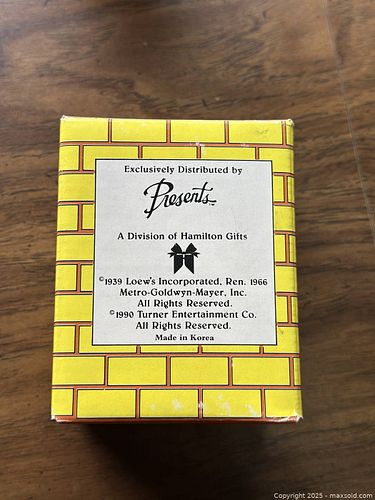 Exclusively Distributed by
Presents™
A Division of Hamilton Gifts
©1939 Loew's Incorporated, Ren. 1966
Metro-Goldwyn-Mayer, Inc.
All Rights Reserved.
©1990 Turner Entertainment Co.
All Rights Reserved.
Made in Korea
Copyright 2025 - maxsold.com